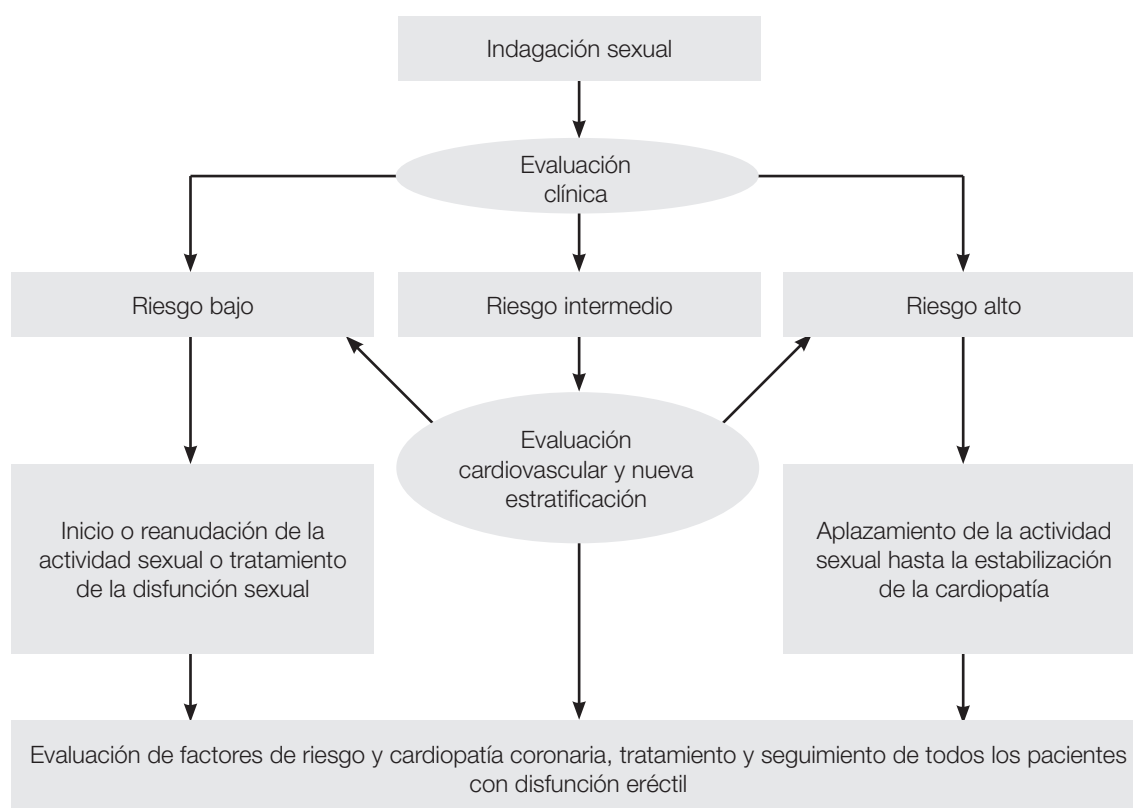 Indagación sexual
Evaluación
clínica
Riesgo bajo
Riesgo intermedio
Riesgo alto
Evaluación
cardiovascular y nueva
estratificación
Inicio o reanudación de la
actividad sexual o tratamiento
de la disfunción sexual
Aplazamiento de la actividad
sexual hasta la estabilización
de la cardiopatía
Evaluación de factores de riesgo y cardiopatía coronaria, tratamiento y seguimiento de todos los pacientes
con disfunción eréctil